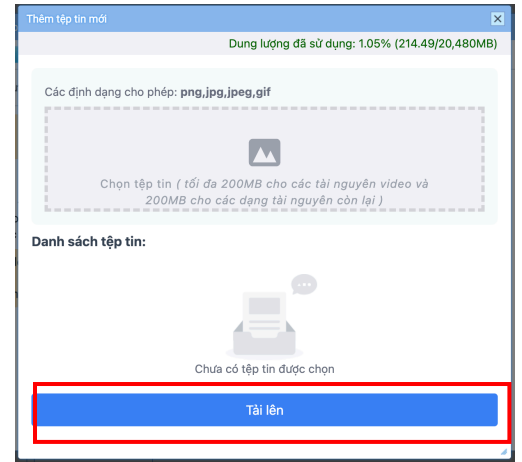 Thêm tệp tin mới
Dung lượng đã sử dụng: 1.05% (214.49/20,480MB)
Các định dạng cho phép: png,jpg,jpeg,gif
Chọn tệp tin ( tối đa 200MB cho các tài nguyên video và
200MB cho các dạng tài nguyên còn lại )
Danh sách tệp tin:
Chưa có tệp tin được chọn
Tải lên